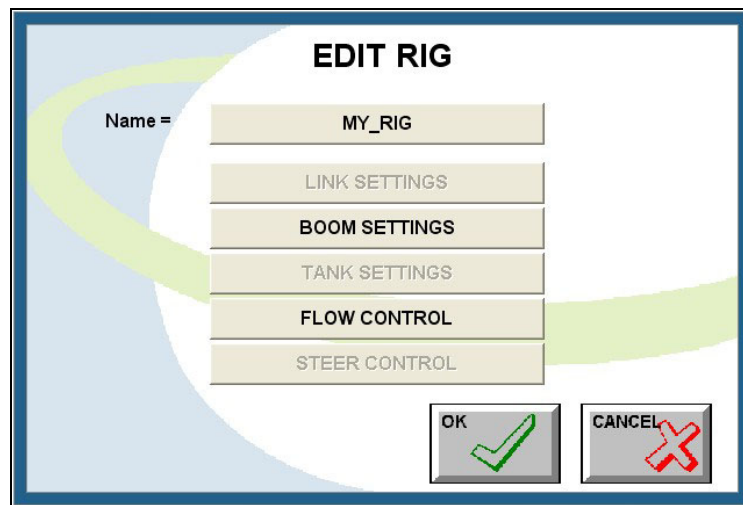 EDIT RIG
Name = MY_RIG
LINK SETTINGS
BOOM SETTINGS
TANK SETTINGS
FLOW CONTROL
STEER CONTROL
OK CANCEL